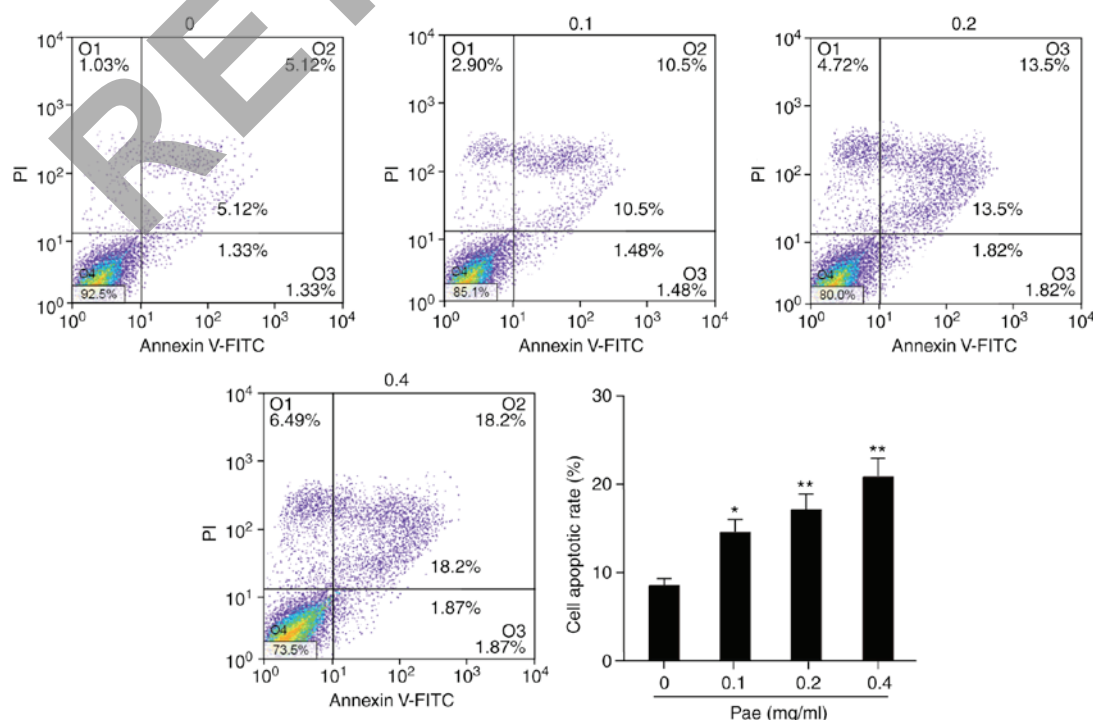 RET
0
O1
1.03%
O2
5.12%
10⁴
10³
10²
10¹
10⁰
PI
5.12%
1.33%
O4
92.5%
O3
1.33%
10⁰ 10¹ 10² 10³ 10⁴
Annexin V-FITC
0.1
O1
2.90%
O2
10.5%
10⁴
10³
10²
10¹
10⁰
PI
10.5%
1.48%
O4
85.1%
O3
1.48%
10⁰ 10¹ 10² 10³ 10⁴
Annexin V-FITC
0.2
O1
4.72%
O3
13.5%
10⁴
10³
10²
10¹
10⁰
PI
13.5%
1.82%
O4
80.0%
O3
1.82%
10⁰ 10¹ 10² 10³ 10⁴
Annexin V-FITC
0.4
O1
6.49%
O2
18.2%
10⁴
10³
10²
10¹
10⁰
PI
18.2%
1.87%
O4
73.5%
O3
1.87%
10⁰ 10¹ 10² 10³ 10⁴
Annexin V-FITC
Cell apoptotic rate (%)
30
20
10
0
*
**
**
0 0.1 0.2 0.4
Pae (mg/ml)